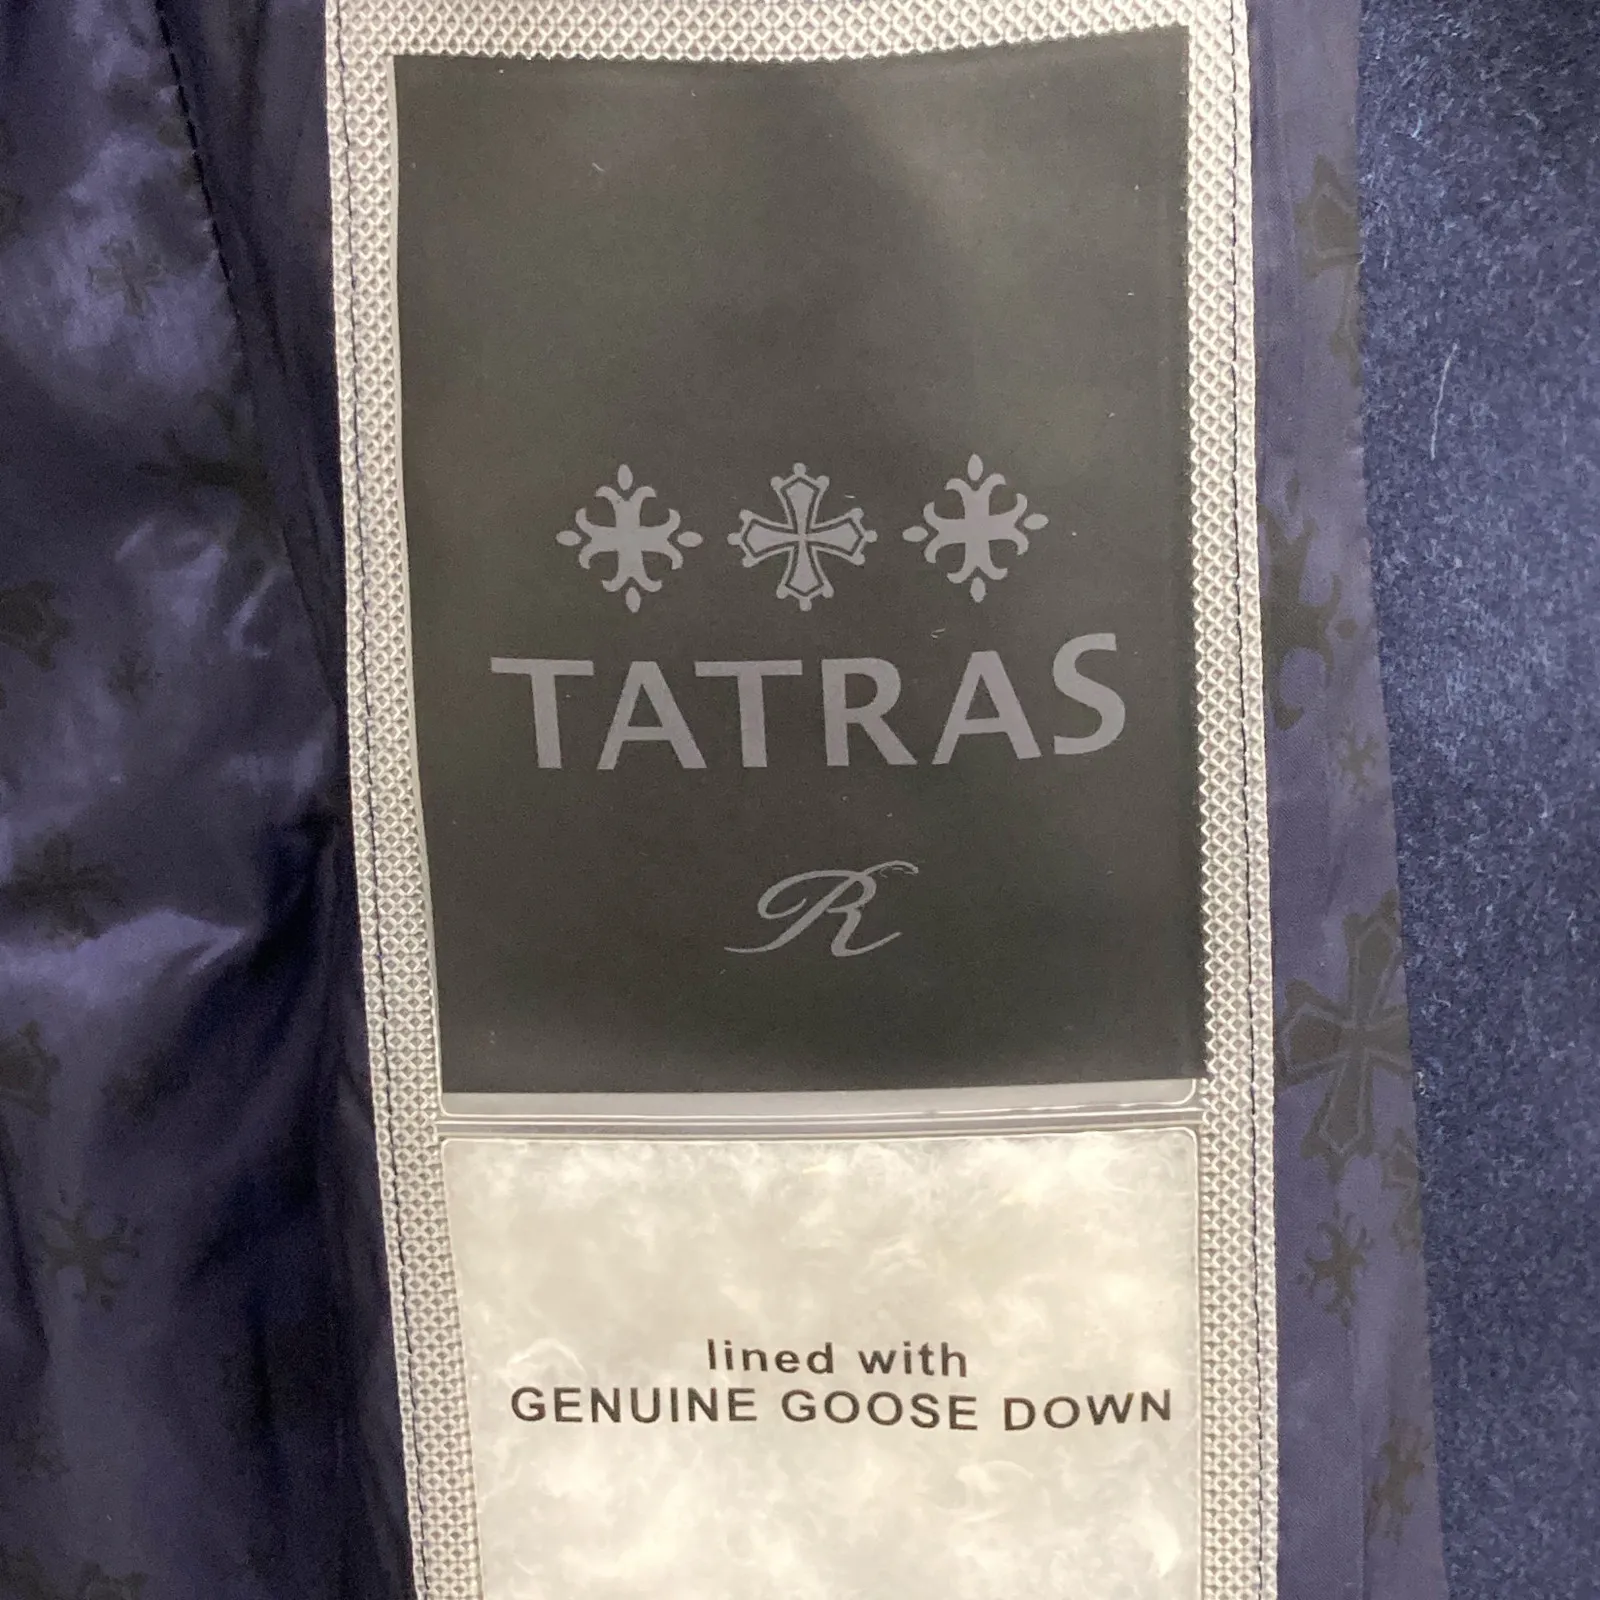 TATRAS
R
lined with
GENUINE GOOSE DOWN